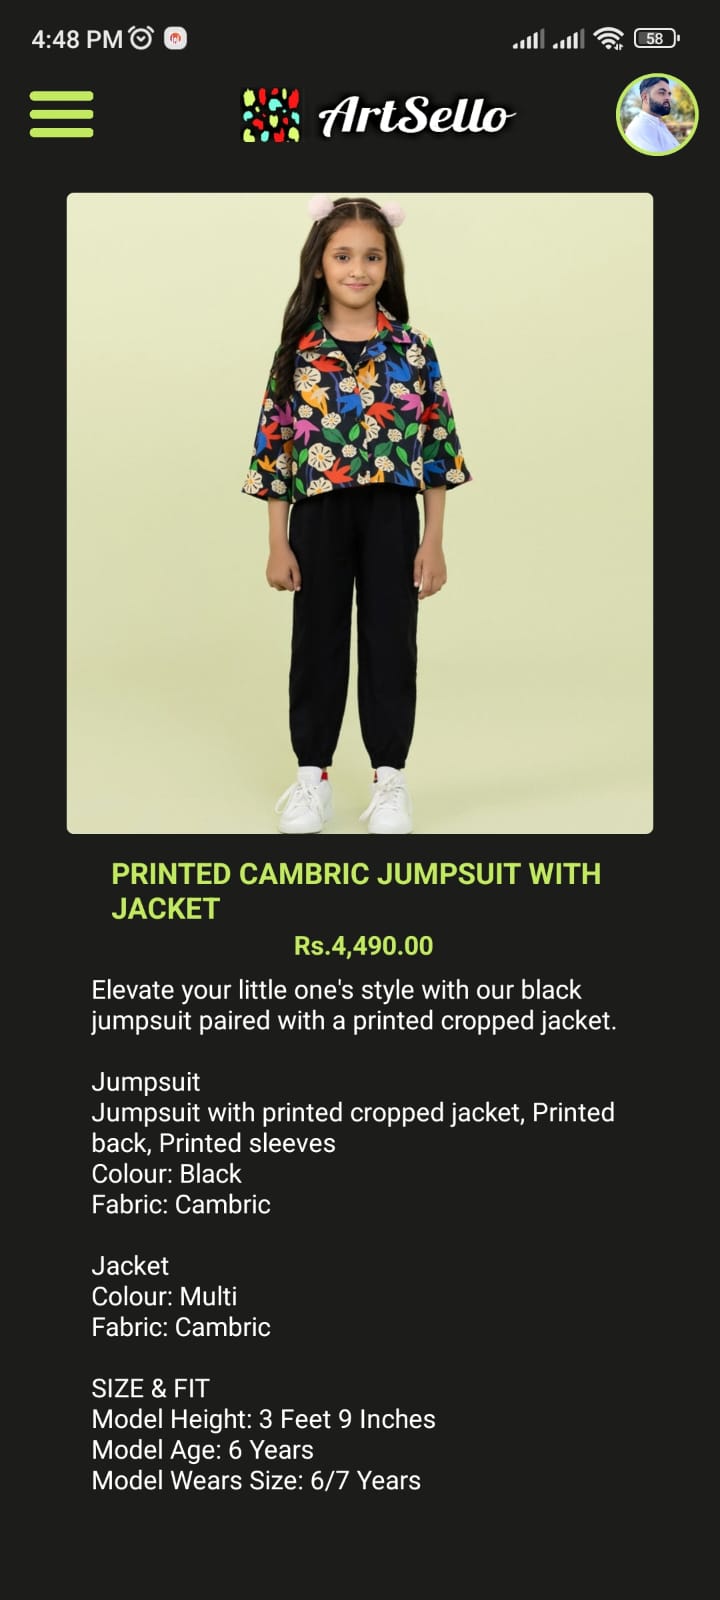 4:48 PM
58
ArtSello
PRINTED CAMBRIC JUMPSUIT WITH
JACKET
Rs.4,490.00
Elevate your little one's style with our black
jumpsuit paired with a printed cropped jacket.
Jumpsuit
Jumpsuit with printed cropped jacket, Printed
back, Printed sleeves
Colour: Black
Fabric: Cambric
Jacket
Colour: Multi
Fabric: Cambric
SIZE & FIT
Model Height: 3 Feet 9 Inches
Model Age: 6 Years
Model Wears Size: 6/7 Years